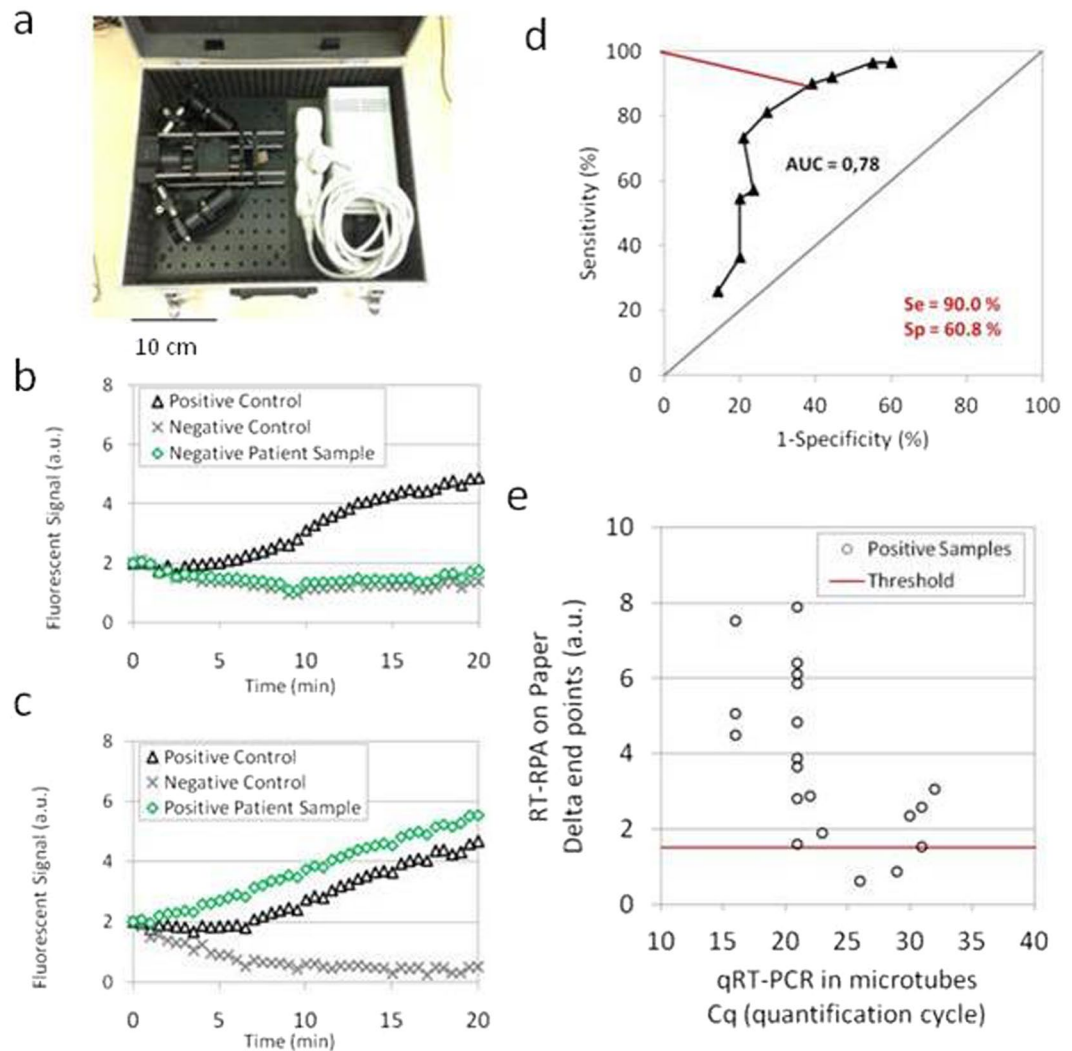 a
10 cm
b
Fluorescent Signal (a.u.)
8
6
4
2
0
Positive Control
Negative Control
Negative Patient Sample
0 5 10 15 20
Time (min)
c
Fluorescent Signal (a.u.)
8
6
4
2
0
Positive Control
Negative Control
Positive Patient Sample
0 5 10 15 20
Time (min)
d
Sensitivity (%)
100
80
60
40
20
0
AUC = 0,78
Se = 90.0 %
Sp = 60.8 %
0 20 40 60 80 100
1-Specificity (%)
e
RT-RPA on Paper
Delta end points (a.u.)
10
8
6
4
2
0
Positive Samples
Threshold
10 15 20 25 30 35 40
qRT-PCR in microtubes
Cq (quantification cycle)